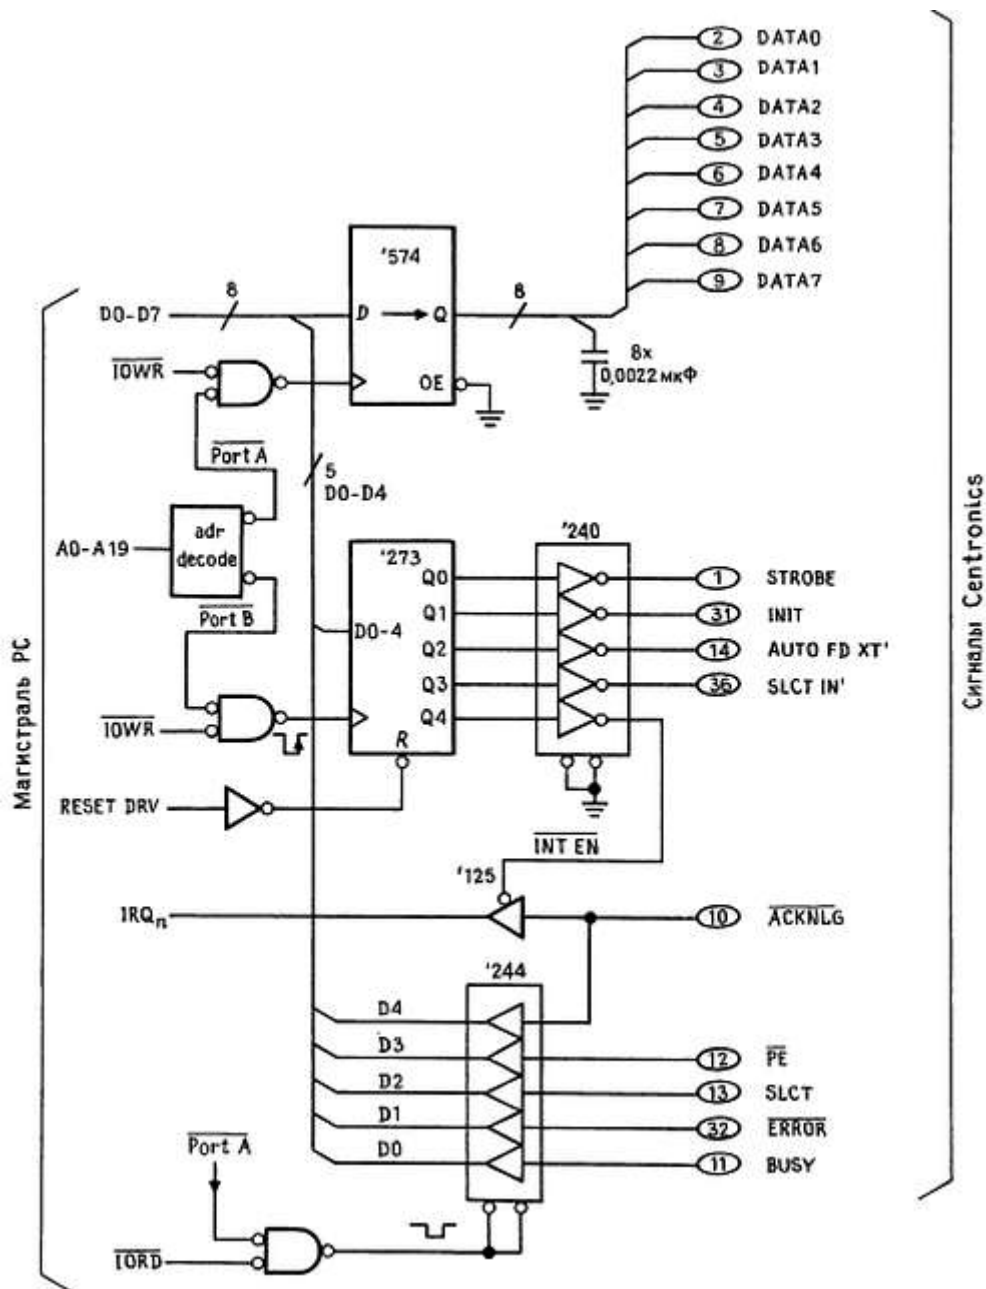 2 DATA0
3 DATA1
4 DATA2
5 DATA3
6 DATA4
7 DATA5
8 DATA6
9 DATA7
'574
D0-D7
8
D
Q
8
8x
0,0022 мкФ
OE
IOWR
Port A
5
D0-D4
A0-A19
adr
decode
Port B
IOWR
'273
D0-4
Q0
Q1
Q2
Q3
Q4
R
'240
1 STROBE
31 INIT
14 AUTO FD XT'
36 SLCT IN'
RESET DRV
INT EN
'125
IRQn
10 ACKNLG
'244
D4
D3
D2
D1
D0
12 PE
13 SLCT
32 ERROR
11 BUSY
Port A
IORD
Магистраль PC
Сигналы Centronics